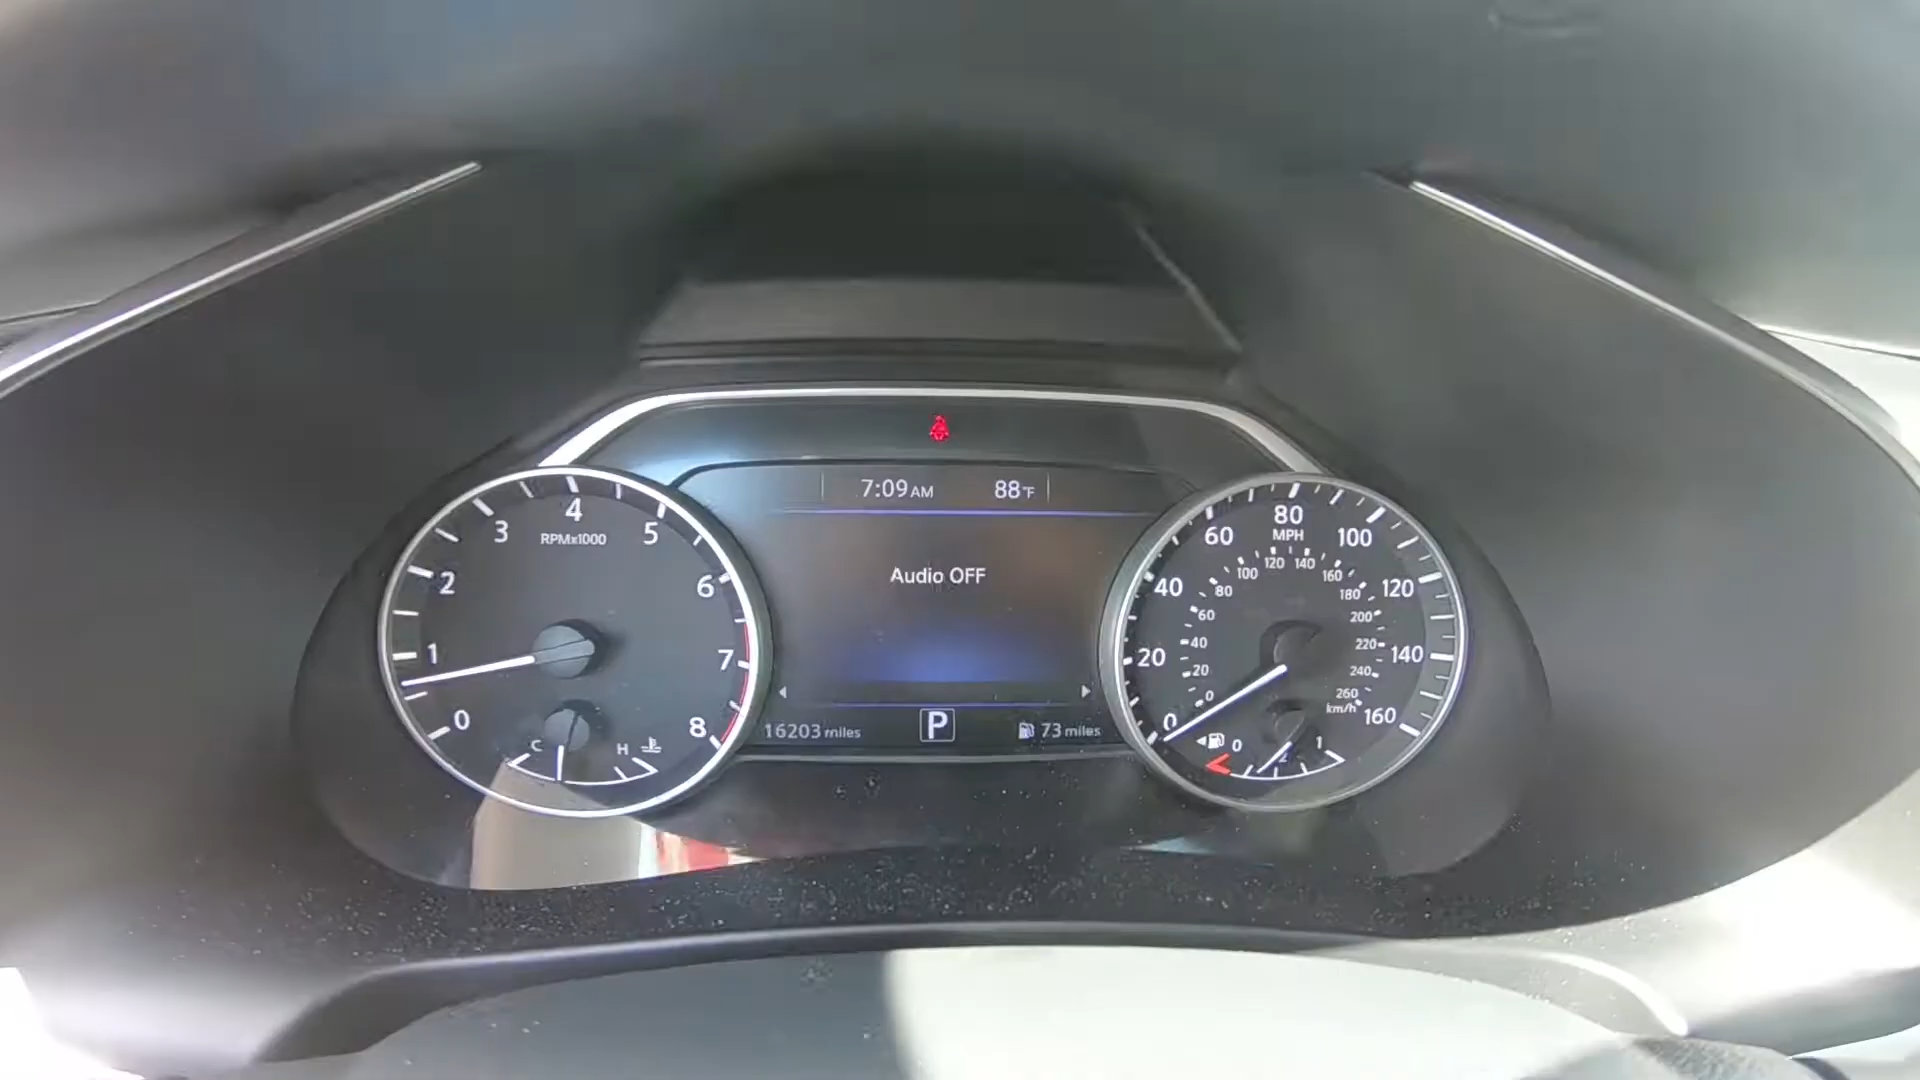 7:09 AM 88°F
Audio OFF
16203 miles P 73 miles
0 1 2 3 4 5 6 7 8
RPMx1000
C H
0 20 40 60 80 100 120 140 160
MPH
0 20 40 60 80 100 120 140 160 180 200 220 240 260
km/h
0 1